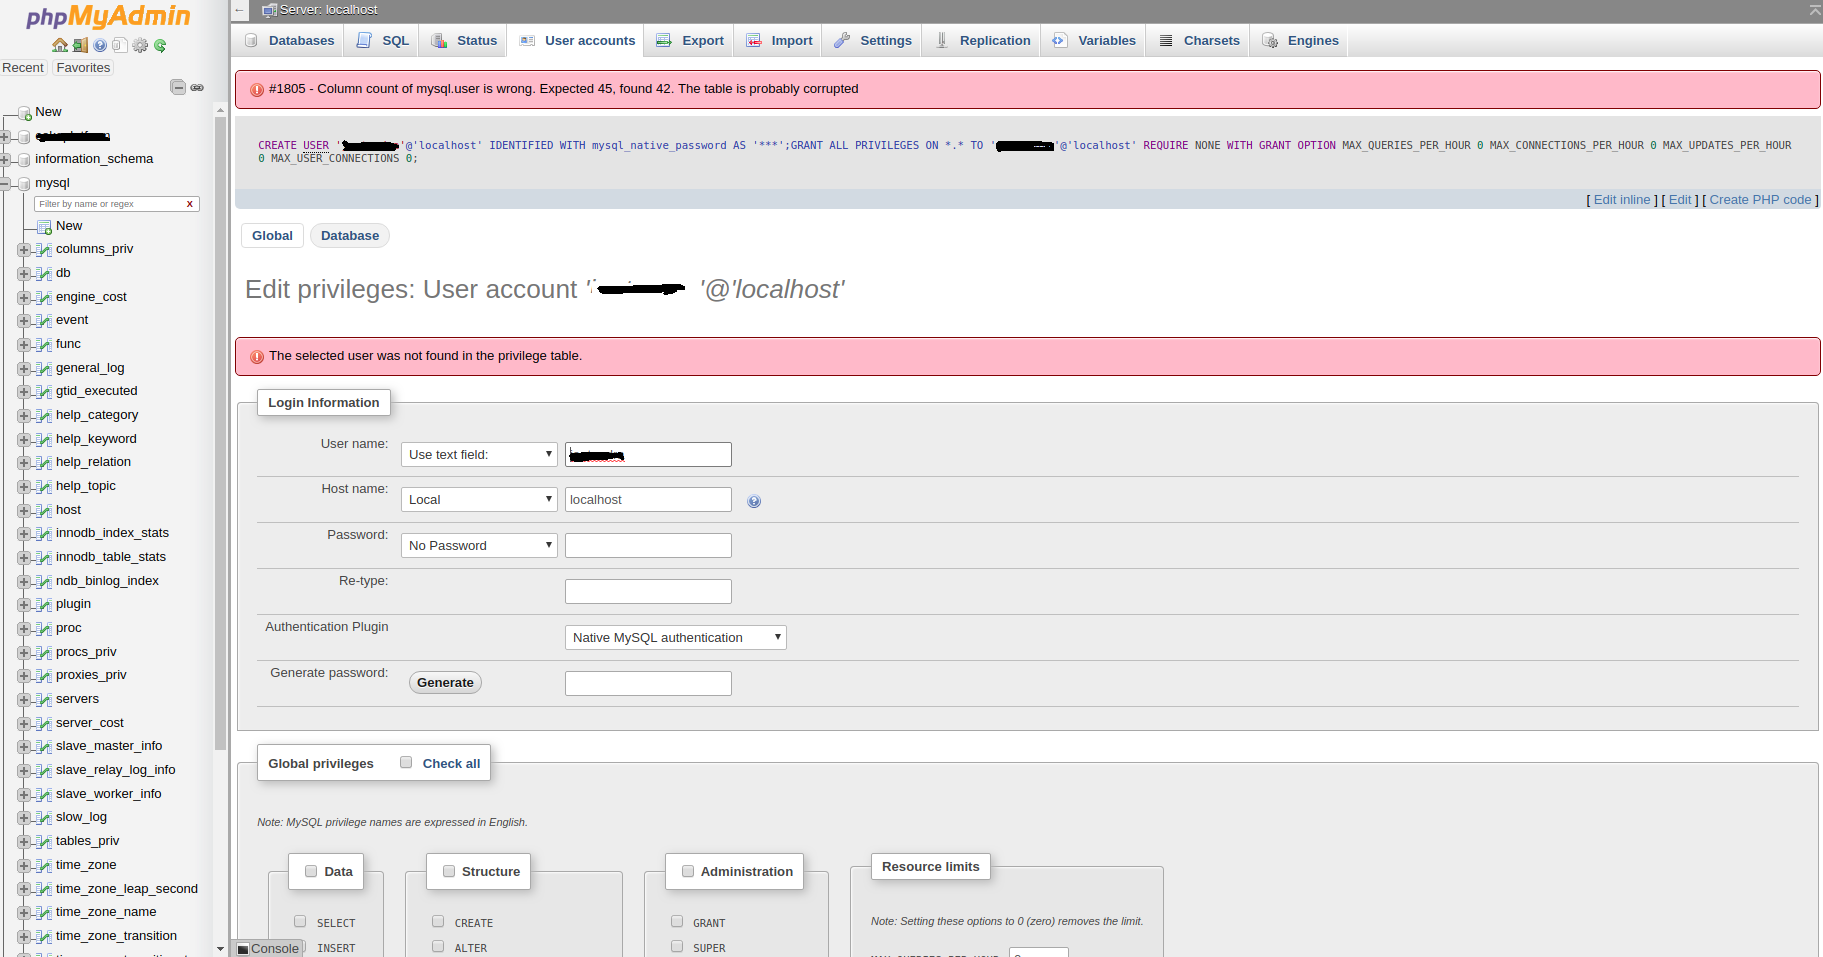 phpMyAdmin
Recent Favorites
New
information_schema
mysql
Filter by name or regex X
New
columns_priv
db
engine_cost
event
func
general_log
gtid_executed
help_category
help_keyword
help_relation
help_topic
host
innodb_index_stats
innodb_table_stats
ndb_binlog_index
plugin
proc
procs_priv
proxies_priv
servers
server_cost
slave_master_info
slave_relay_log_info
slave_worker_info
slow_log
tables_priv
time_zone
time_zone_leap_second
time_zone_name
time_zone_transition
Server: localhost
Databases SQL Status User accounts Export Import Settings Replication Variables Charsets Engines
#1805 - Column count of mysql.user is wrong. Expected 45, found 42. The table is probably corrupted
CREATE USER ' '@'localhost' IDENTIFIED WITH mysql_native_password AS '***';GRANT ALL PRIVILEGES ON *.* TO ' '@'localhost' REQUIRE NONE WITH GRANT OPTION MAX_QUERIES_PER_HOUR 0 MAX_CONNECTIONS_PER_HOUR 0 MAX_UPDATES_PER_HOUR
0 MAX_USER_CONNECTIONS 0;
[ Edit inline ] [ Edit ] [ Create PHP code ]
Global Database
Edit privileges: User account ' '@'localhost'
The selected user was not found in the privilege table.
Login Information
User name: Use text field:
Host name: Local localhost
Password: No Password
Re-type:
Authentication Plugin Native MySQL authentication
Generate password: Generate
Global privileges Check all
Note: MySQL privilege names are expressed in English.
Data Structure Administration Resource limits
SELECT CREATE GRANT Note: Setting these options to 0 (zero) removes the limit.
INSERT ALTER SUPER
Console